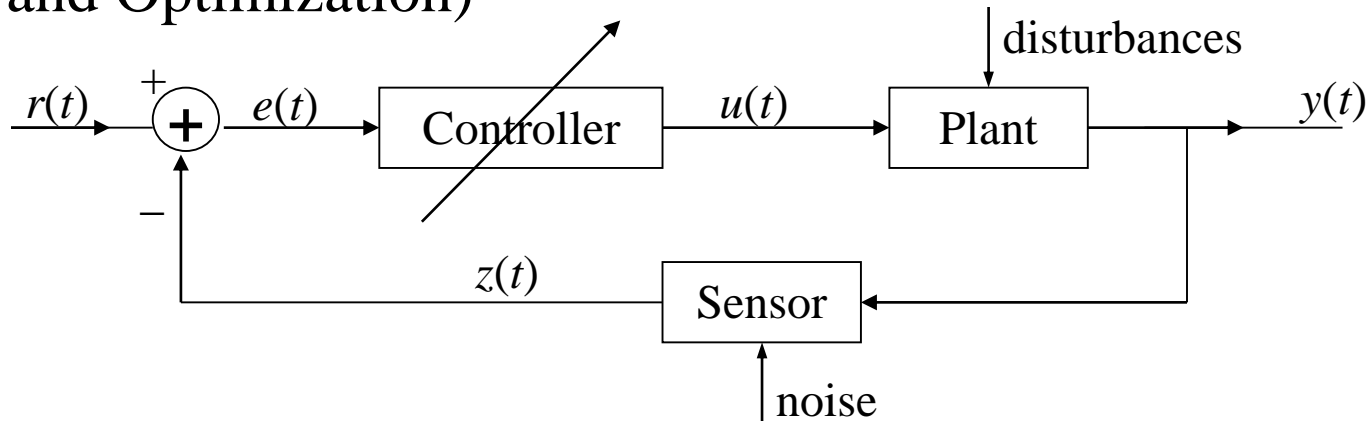 and Optimization)
disturbances
+
r(t)
+
e(t)
Controller
u(t)
Plant
y(t)
−
z(t)
Sensor
noise